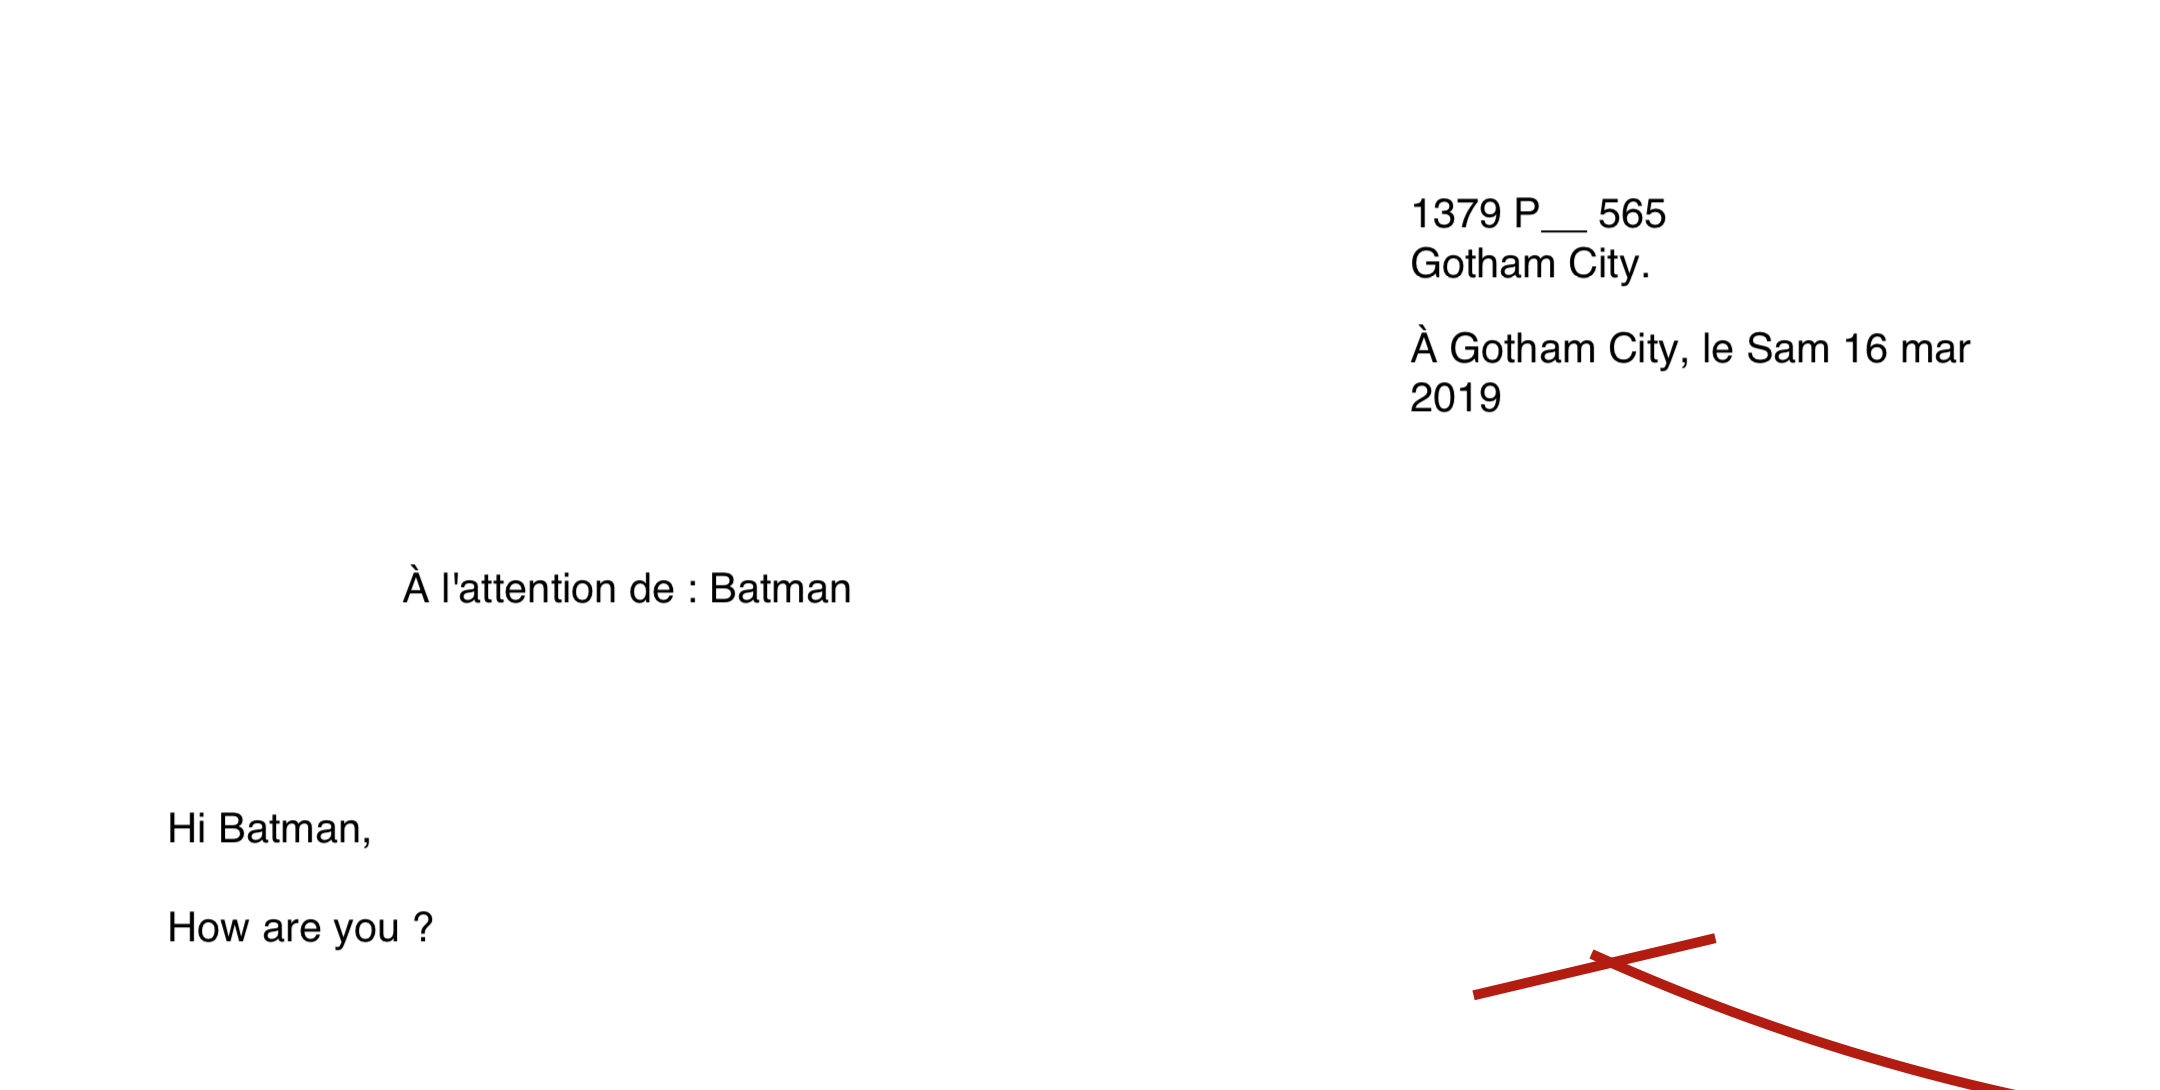 1379 P__ 565
Gotham City.
À Gotham City, le Sam 16 mar
2019
À l'attention de : Batman
Hi Batman,
How are you ?